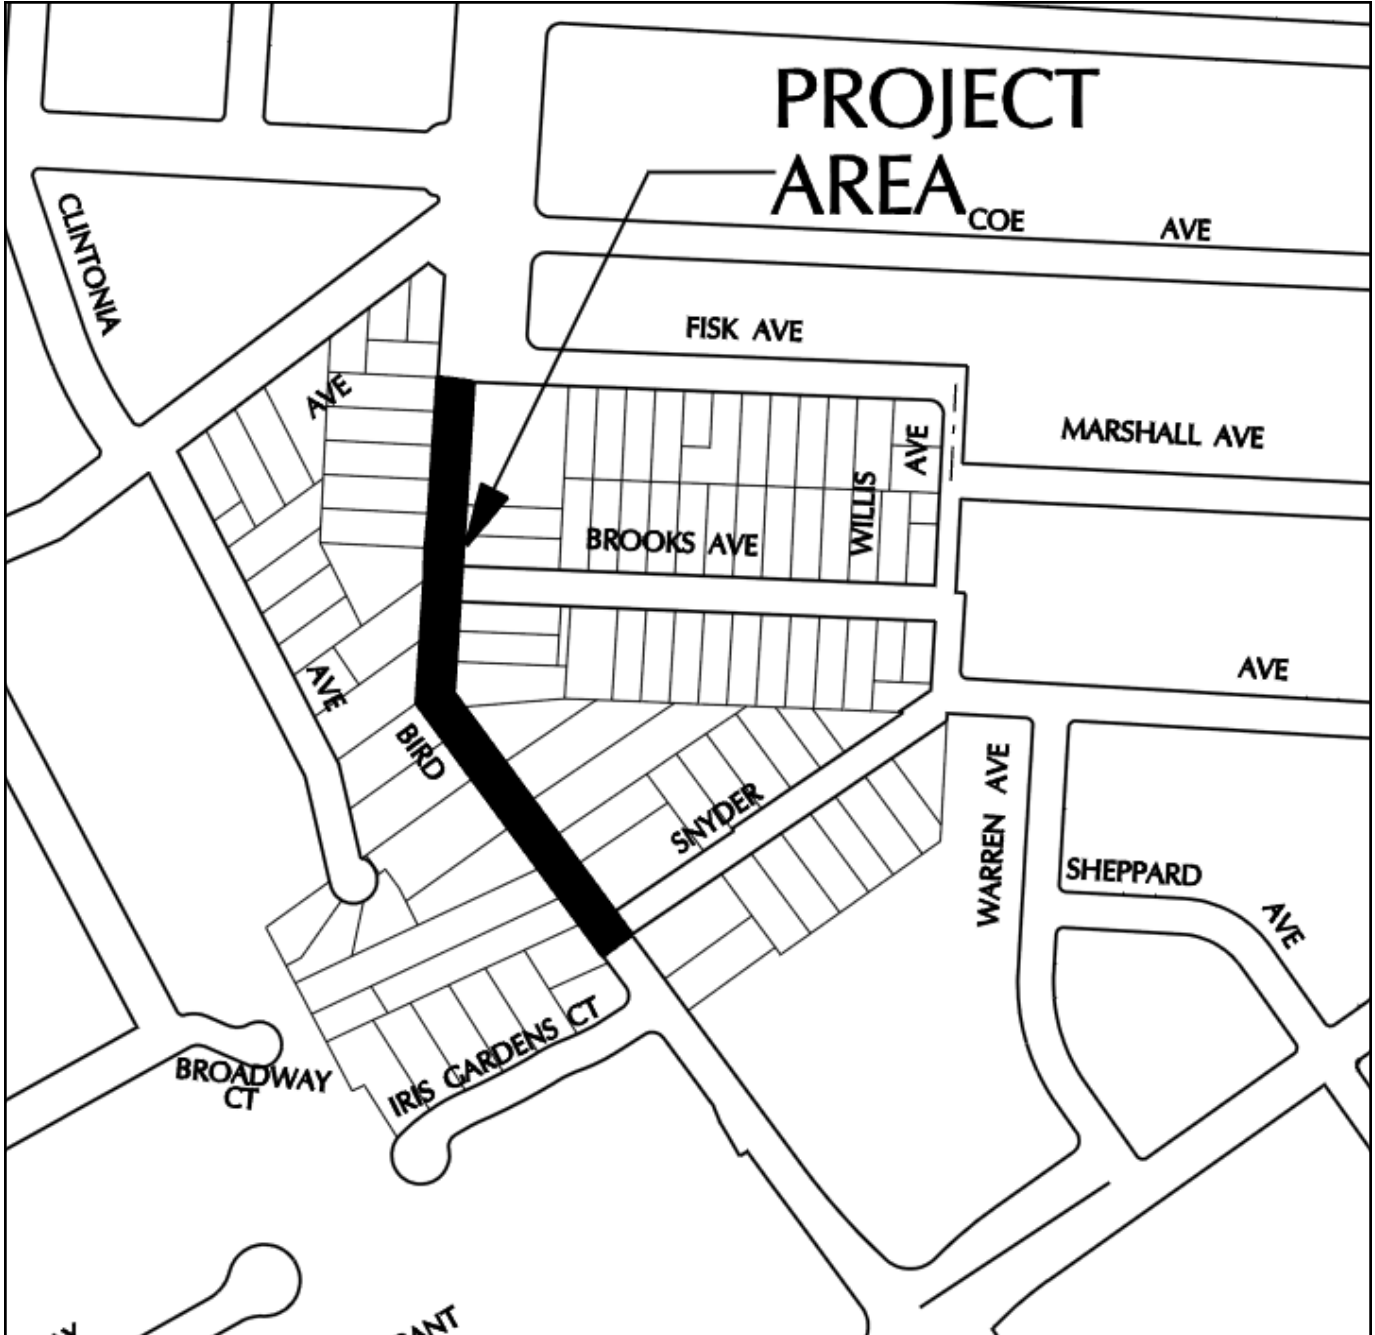 PROJECT
AREA
COE AVE
CLINTONIA
FISK AVE
AVE
MARSHALL AVE
WILLIS AVE
BROOKS AVE
AVE
AVE
BIRD
WARREN AVE
SNYDER
SHEPPARD AVE
IRIS GARDENS CT
BROADWAY
CT